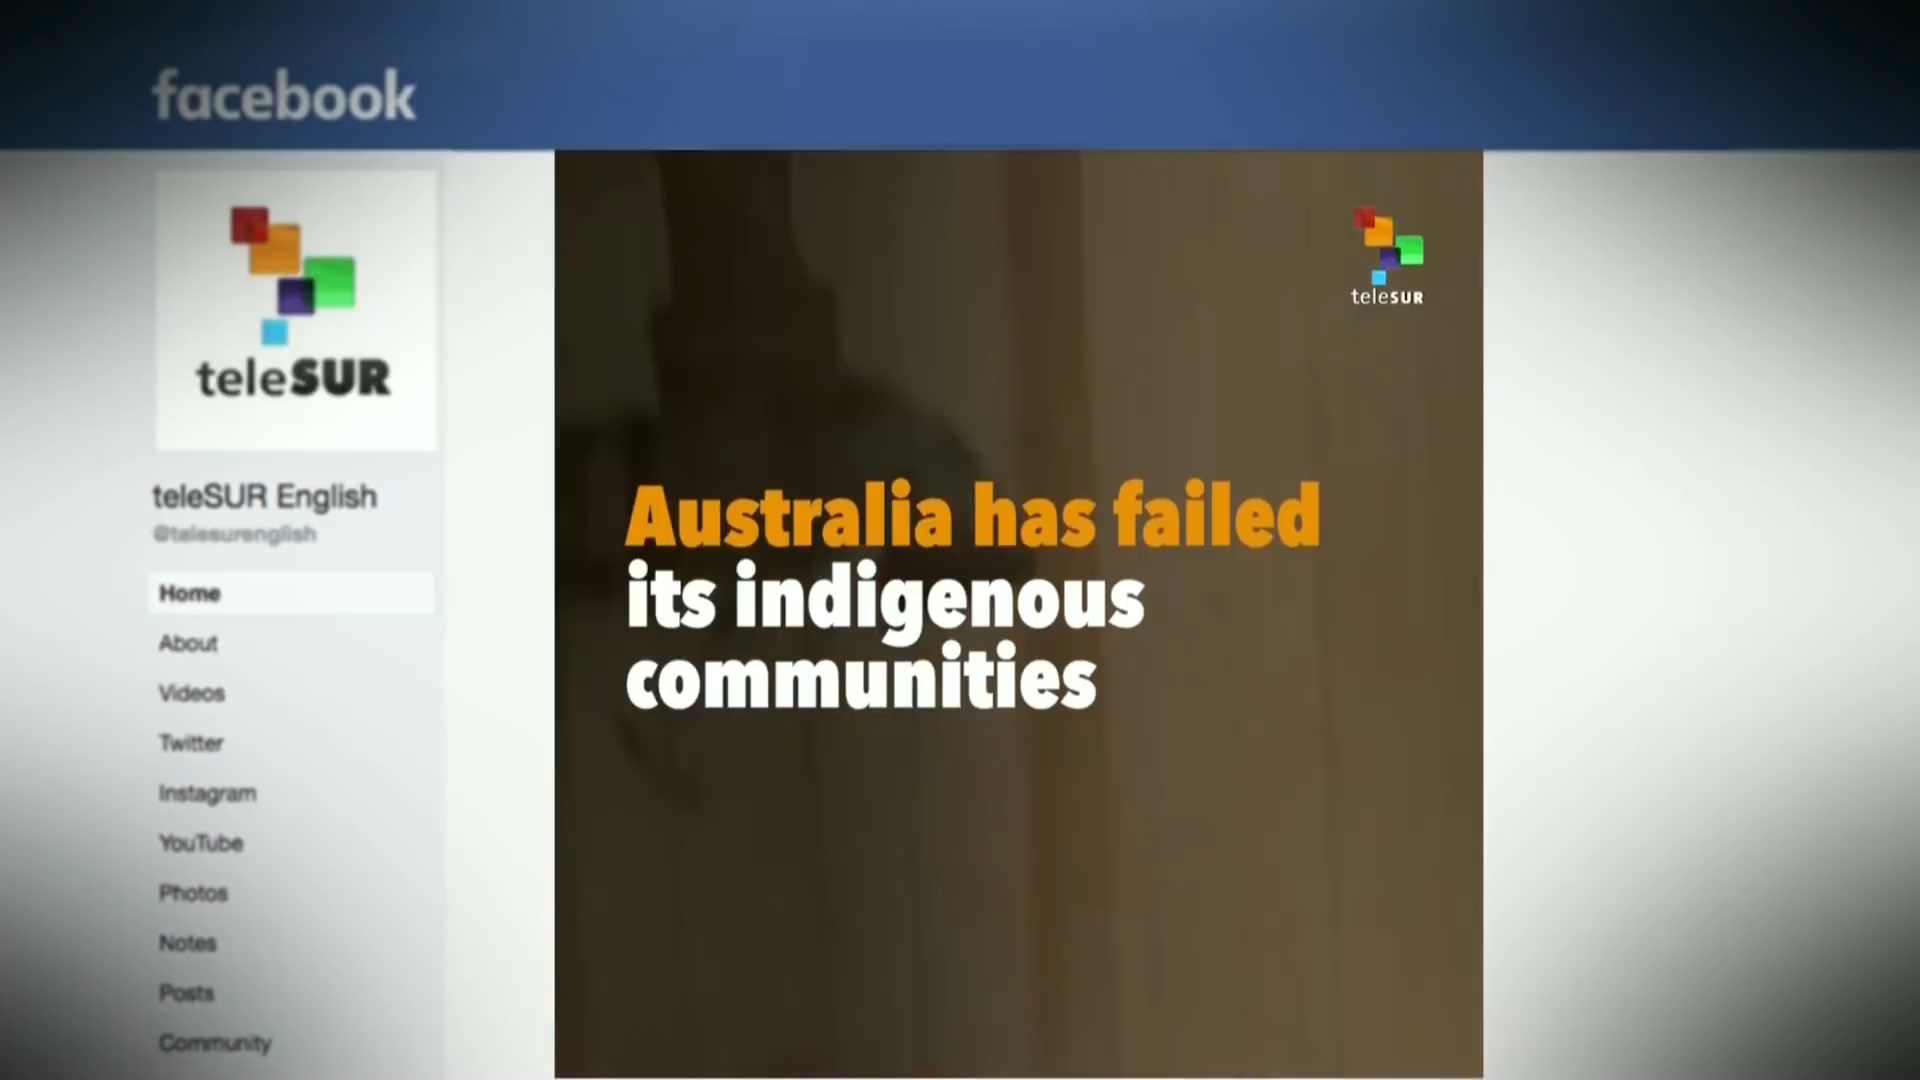 facebook
teleSUR
teleSUR English
@telesurenglish
Home
About
Videos
Twitter
Instagram
YouTube
Photos
Notes
Posts
Community
teleSUR
Australia has failed
its indigenous
communities